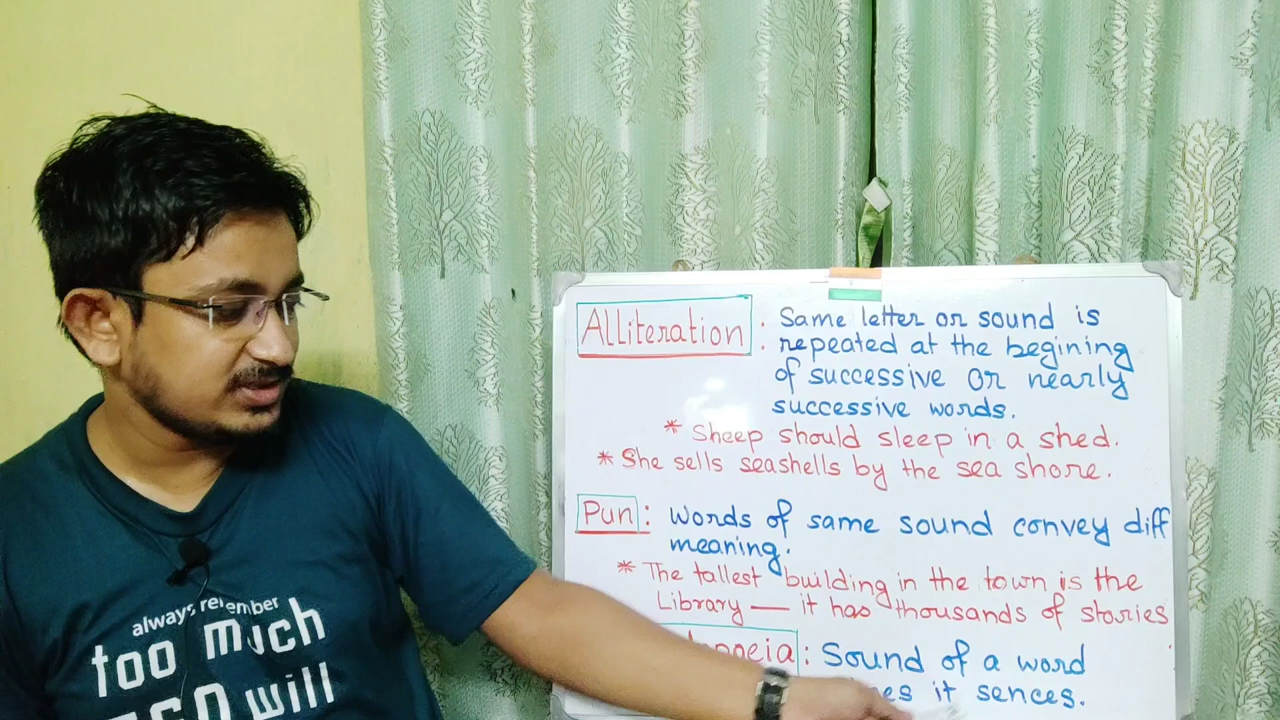 Alliteration : Same letter or sound is
repeated at the begining
of successive or nearly
successive words.
* Sheep should sleep in a shed.
* She sells seashells by the sea shore.
Pun : Words of same sound convey diff
meaning.
* The tallest building in the town is the
Library — it has thousands of stories
: Sound of a word
it sences.
always remember
too much
will